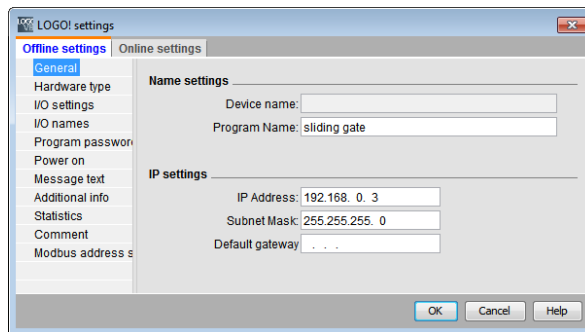 LOGO! settings
Offline settings Online settings
General
Hardware type
I/O settings
I/O names
Program passwor
Power on
Message text
Additional info
Statistics
Comment
Modbus address s
Name settings
Device name:
Program Name: sliding gate
IP settings
IP Address: 192.168. 0. 3
Subnet Mask: 255.255.255. 0
Default gateway . . .
OK Cancel Help